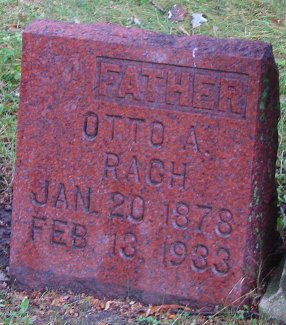 FATHER
OTTO A.
RACH
JAN. 20 1878
FEB. 13, 1933